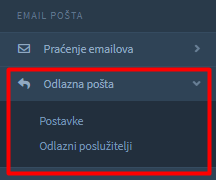 EMAIL POŠTA
Praćenje emailova
Odlazna pošta
Postavke
Odlazni poslužitelji